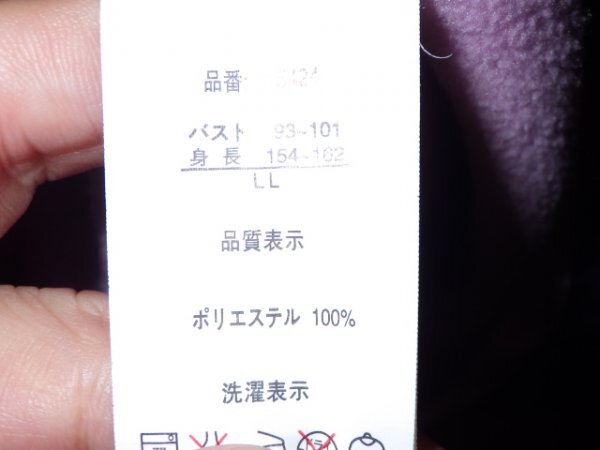 品番
バスト 93~101
身長 154~162
LL
品質表示
ポリエステル 100%
洗濯表示